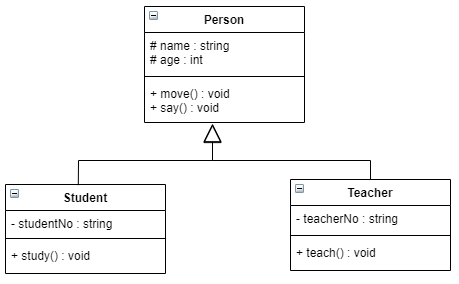 Person
# name : string
# age : int
+ move() : void
+ say() : void
Student
- studentNo : string
+ study() : void
Teacher
- teacherNo : string
+ teach() : void